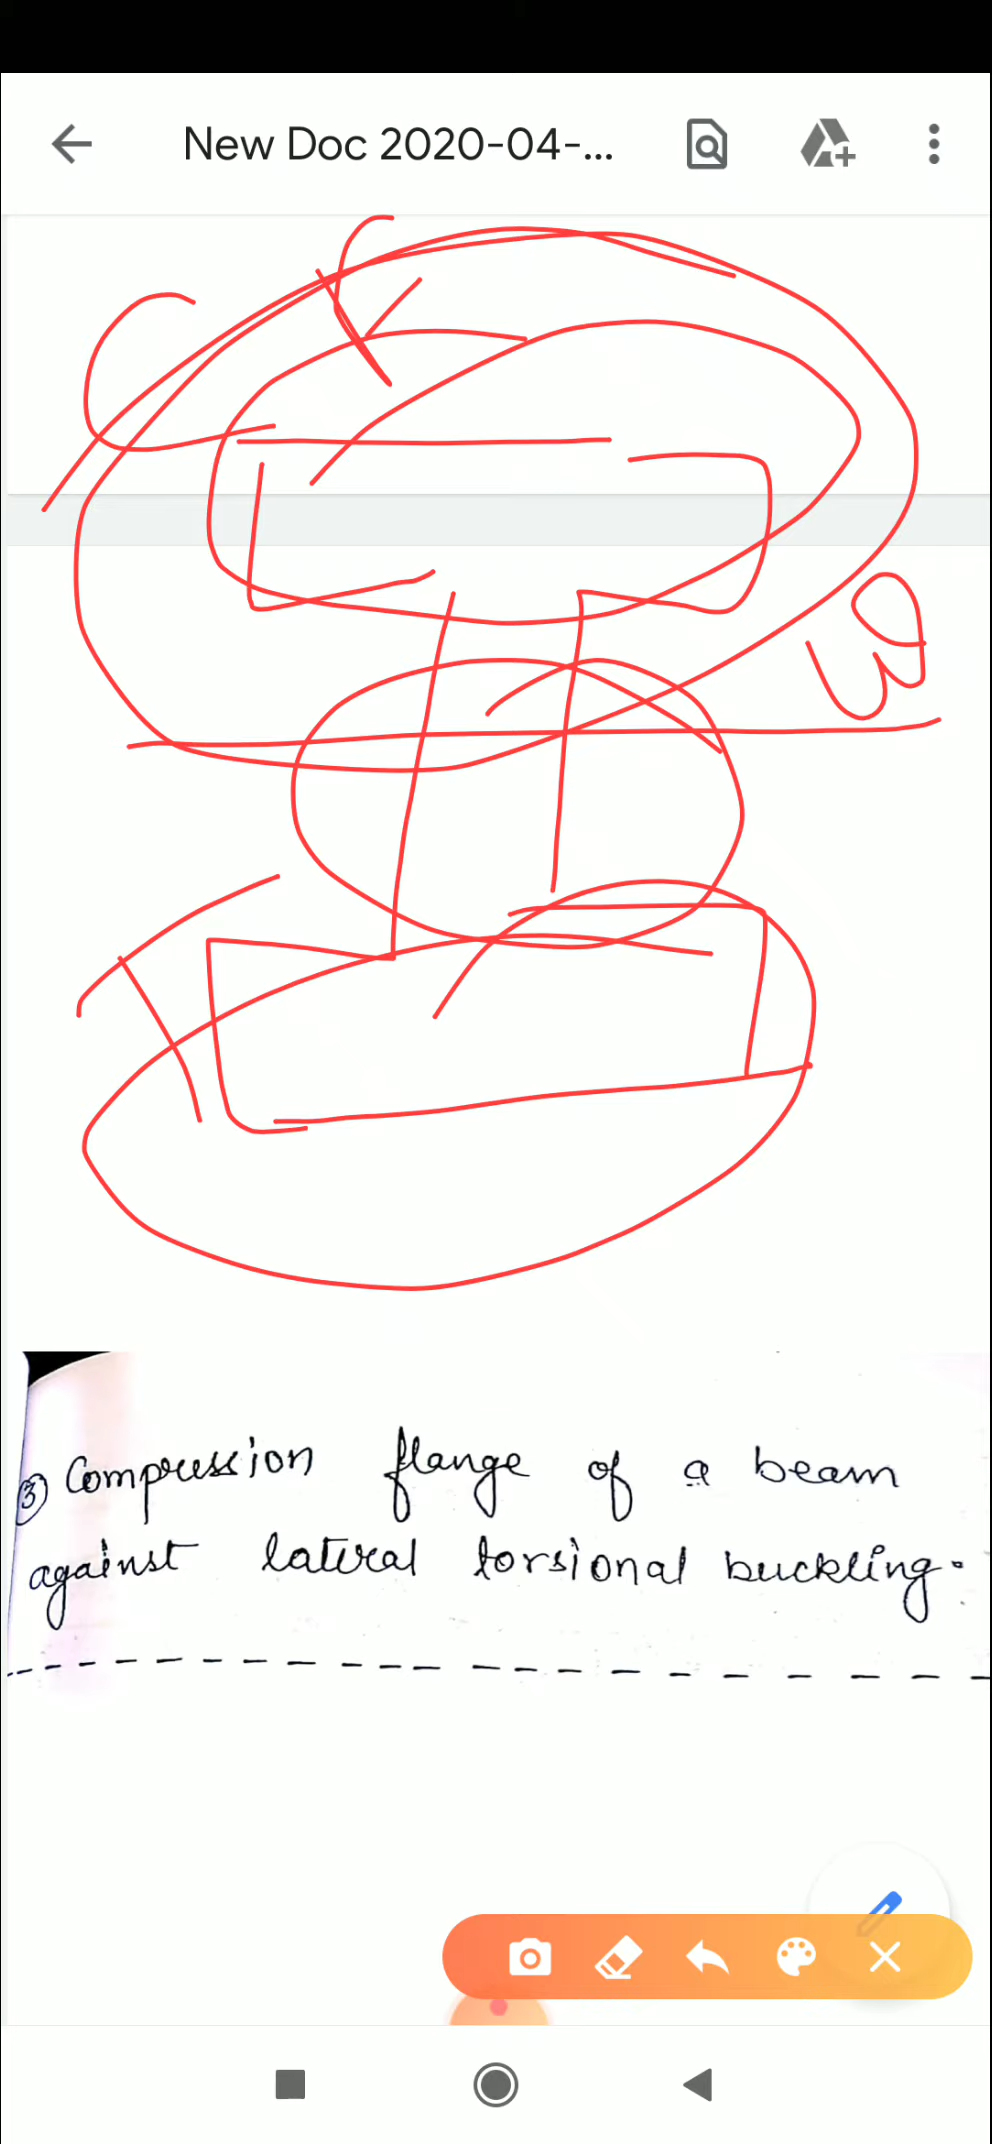 New Doc 2020-04-...
③ Compression flange of a beam
against lateral torsional buckling.